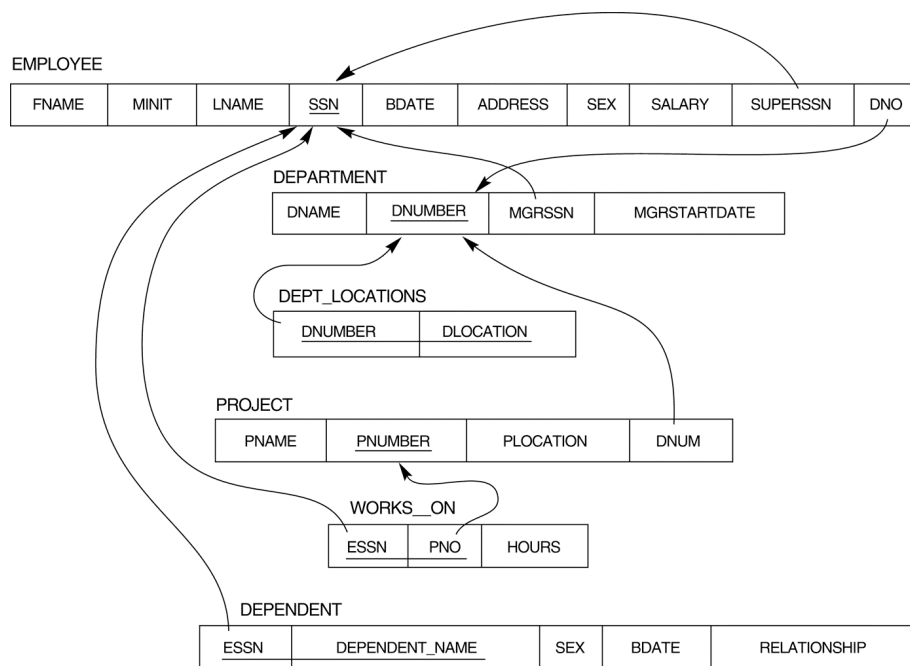 EMPLOYEE
FNAME MINIT LNAME SSN BDATE ADDRESS SEX SALARY SUPERSSN DNO
DEPARTMENT
DNAME DNUMBER MGRSSN MGRSTARTDATE
DEPT_LOCATIONS
DNUMBER DLOCATION
PROJECT
PNAME PNUMBER PLOCATION DNUM
WORKS__ON
ESSN PNO HOURS
DEPENDENT
ESSN DEPENDENT_NAME SEX BDATE RELATIONSHIP